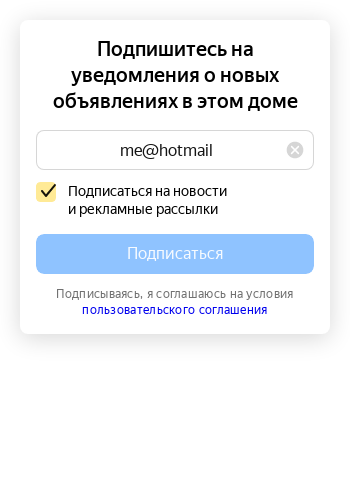 Подпишитесь на
уведомления о новых
объявлениях в этом доме
me@hotmail
Подписаться на новости
и рекламные рассылки
Подписаться
Подписываясь, я соглашаюсь на условия
пользовательского соглашения